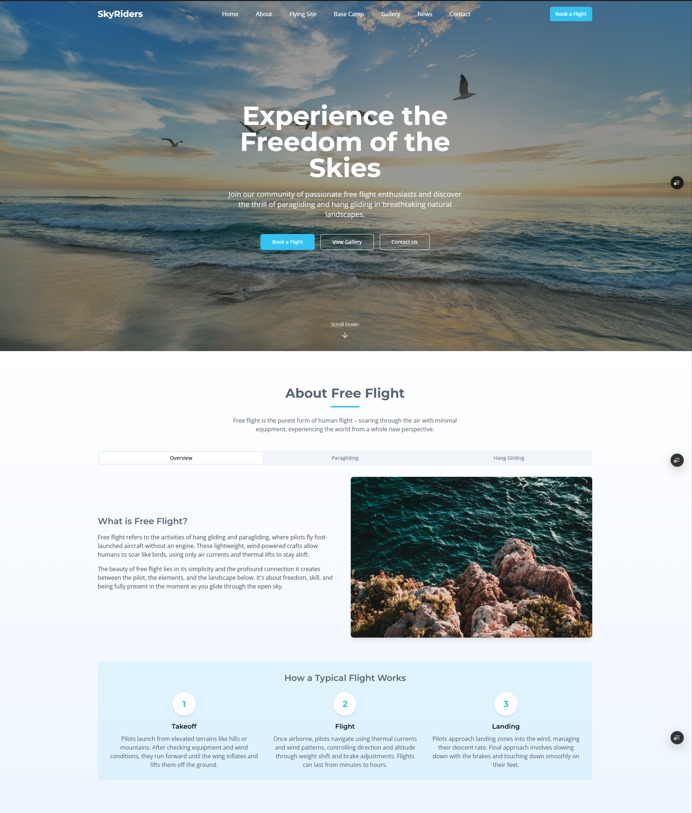 SkyRiders
Home About Flying Site Base Camp Gallery News Contact
Book a Flight
Experience the
Freedom of the
Skies
Join our community of passionate free flight enthusiasts and discover
the thrill of paragliding and hang gliding in breathtaking natural
landscapes.
Book a Flight View Gallery Contact Us
Scroll Down
About Free Flight
Free flight is the purest form of human flight – soaring through the air with minimal
equipment, experiencing the world from a whole new perspective.
Overview Paragliding Hang Gliding
What is Free Flight?
Free flight refers to the activities of hang gliding and paragliding, where pilots fly foot-
launched aircraft without an engine. These lightweight, wind-powered crafts allow
humans to soar like birds, using only air currents and thermal lifts to stay aloft.
The beauty of free flight lies in its simplicity and the profound connection it creates
between the pilot, the elements, and the landscape below. It's about freedom, skill, and
being fully present in the moment as you glide through the open sky.
How a Typical Flight Works
1
Takeoff
Pilots launch from elevated terrains like hills or
mountains. After checking equipment and wind
conditions, they run forward until the wing inflates and
lifts them off the ground.
2
Flight
Once airborne, pilots navigate using thermal currents
and wind patterns, controlling direction and altitude
through weight shift and brake adjustments. Flights
can last from minutes to hours.
3
Landing
Pilots approach landing zones into the wind, managing
their descent rate. Final approach involves slowing
down with the brakes and touching down smoothly on
their feet.